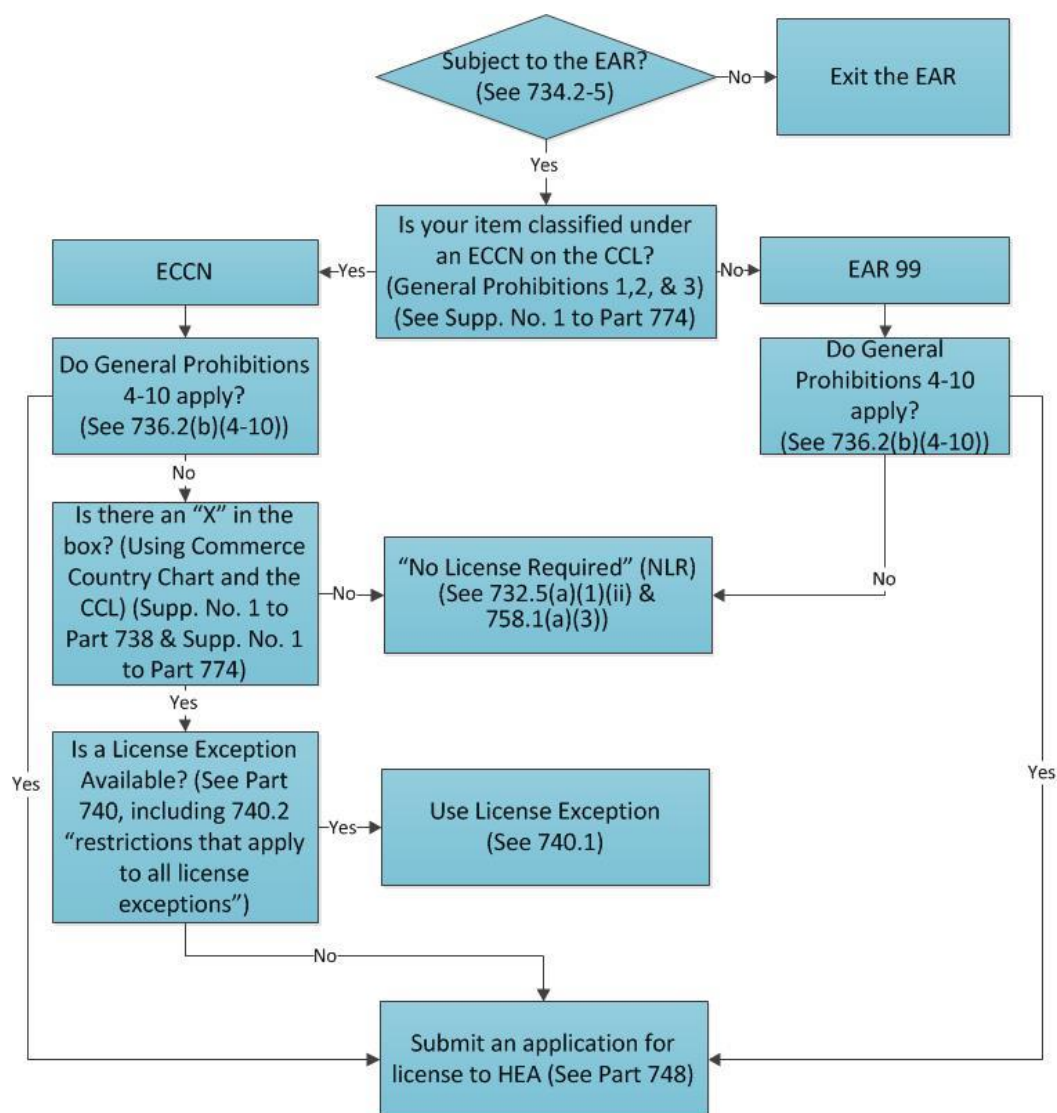 Subject to the EAR?
(See 734.2-5)
No
Exit the EAR
Yes
Is your item classified under
an ECCN on the CCL?
(General Prohibitions 1,2, & 3)
(See Supp. No. 1 to Part 774)
Yes
ECCN
No
EAR 99
Do General Prohibitions
4-10 apply?
(See 736.2(b)(4-10))
Do General
Prohibitions 4-10
apply?
(See 736.2(b)(4-10))
No
Is there an “X” in the
box? (Using Commerce
Country Chart and the
CCL) (Supp. No. 1 to
Part 738 & Supp. No. 1
to Part 774)
No
“No License Required” (NLR)
(See 732.5(a)(1)(ii) &
758.1(a)(3))
No
Yes
Is a License Exception
Available? (See Part
740, including 740.2
“restrictions that apply
to all license
exceptions”)
Yes
Use License Exception
(See 740.1)
Yes
Yes
No
Submit an application for
license to HEA (See Part 748)